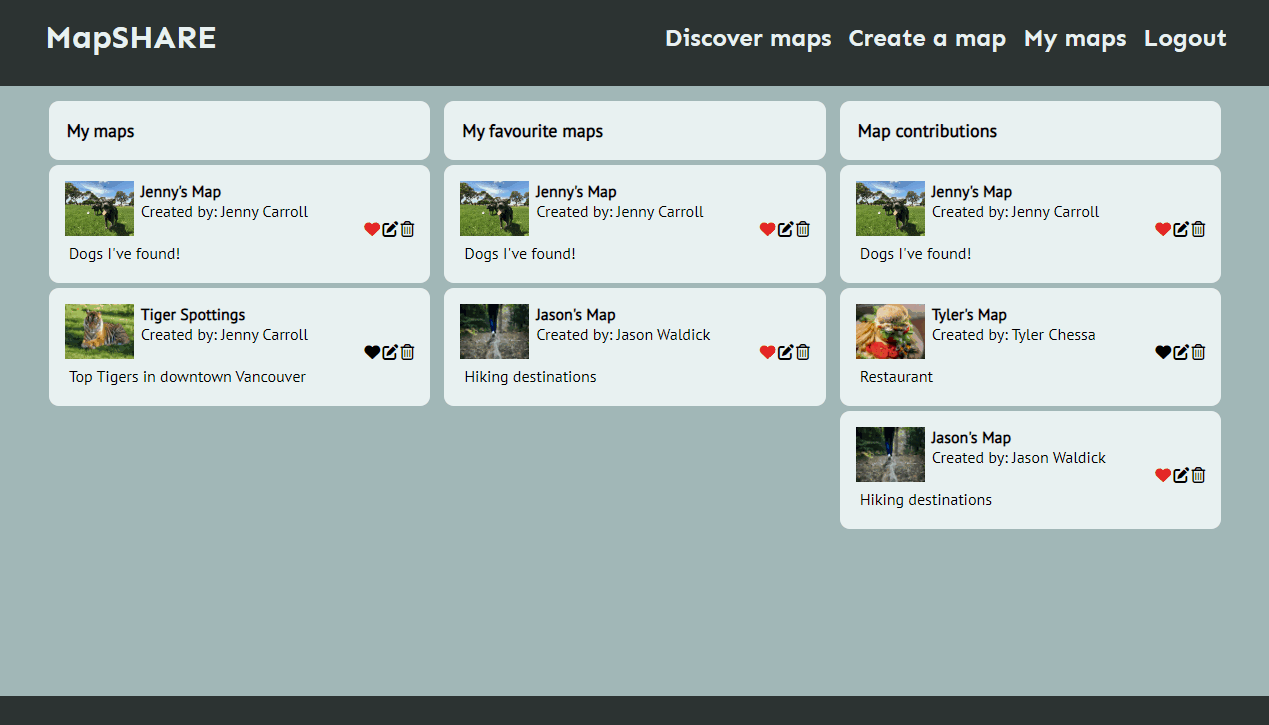 MapSHARE
Discover maps Create a map My maps Logout
My maps
Jenny's Map
Created by: Jenny Carroll
Dogs I've found!
Tiger Spottings
Created by: Jenny Carroll
Top Tigers in downtown Vancouver
My favourite maps
Jenny's Map
Created by: Jenny Carroll
Dogs I've found!
Jason's Map
Created by: Jason Waldick
Hiking destinations
Map contributions
Jenny's Map
Created by: Jenny Carroll
Dogs I've found!
Tyler's Map
Created by: Tyler Chessa
Restaurant
Jason's Map
Created by: Jason Waldick
Hiking destinations